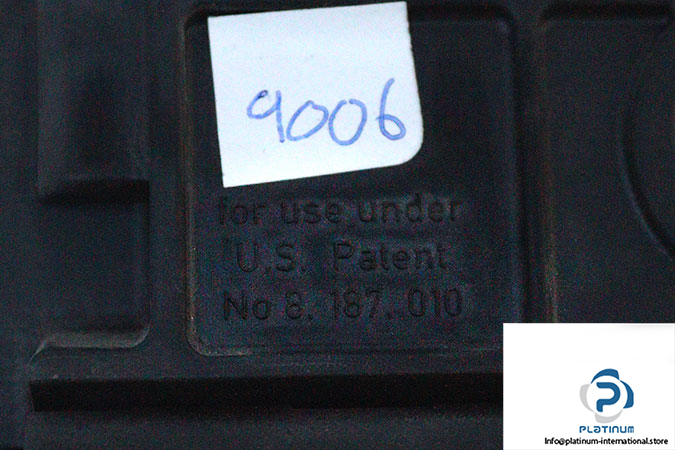 9006
for use under
U.S. Patent
No 8. 187. 010
PLATINUM
Info@platinum-international.store